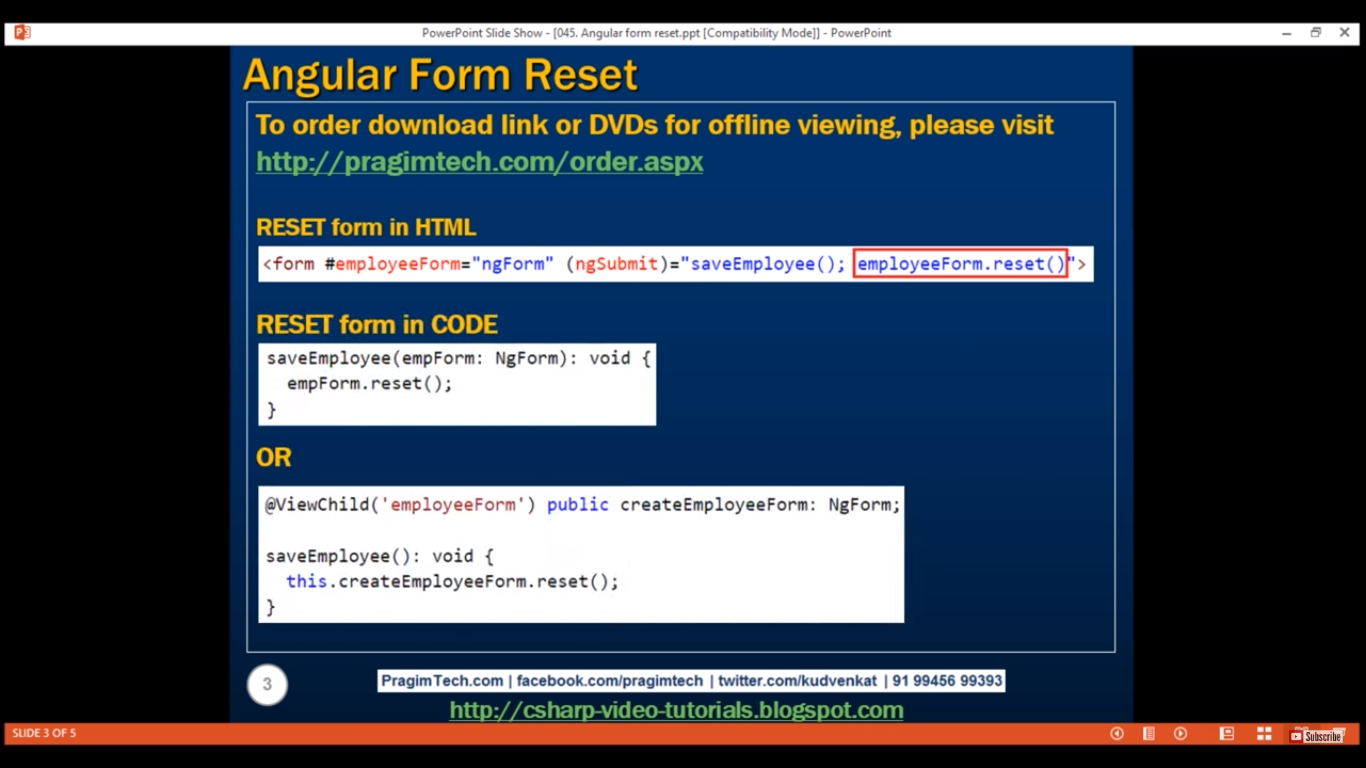 PowerPoint Slide Show - [045. Angular form reset.ppt [Compatibility Mode]] - PowerPoint
Angular Form Reset
To order download link or DVDs for offline viewing, please visit
http://pragimtech.com/order.aspx
RESET form in HTML
<form #employeeForm="ngForm" (ngSubmit)="saveEmployee(); employeeForm.reset()">
RESET form in CODE
saveEmployee(empForm: NgForm): void {
empForm.reset();
}
OR
@ViewChild('employeeForm') public createEmployeeForm: NgForm;
saveEmployee(): void {
this.createEmployeeForm.reset();
}
3
PragimTech.com | facebook.com/pragimtech | twitter.com/kudvenkat | 91 99456 99393
http://csharp-video-tutorials.blogspot.com
SLIDE 3 OF 5
Subscribe